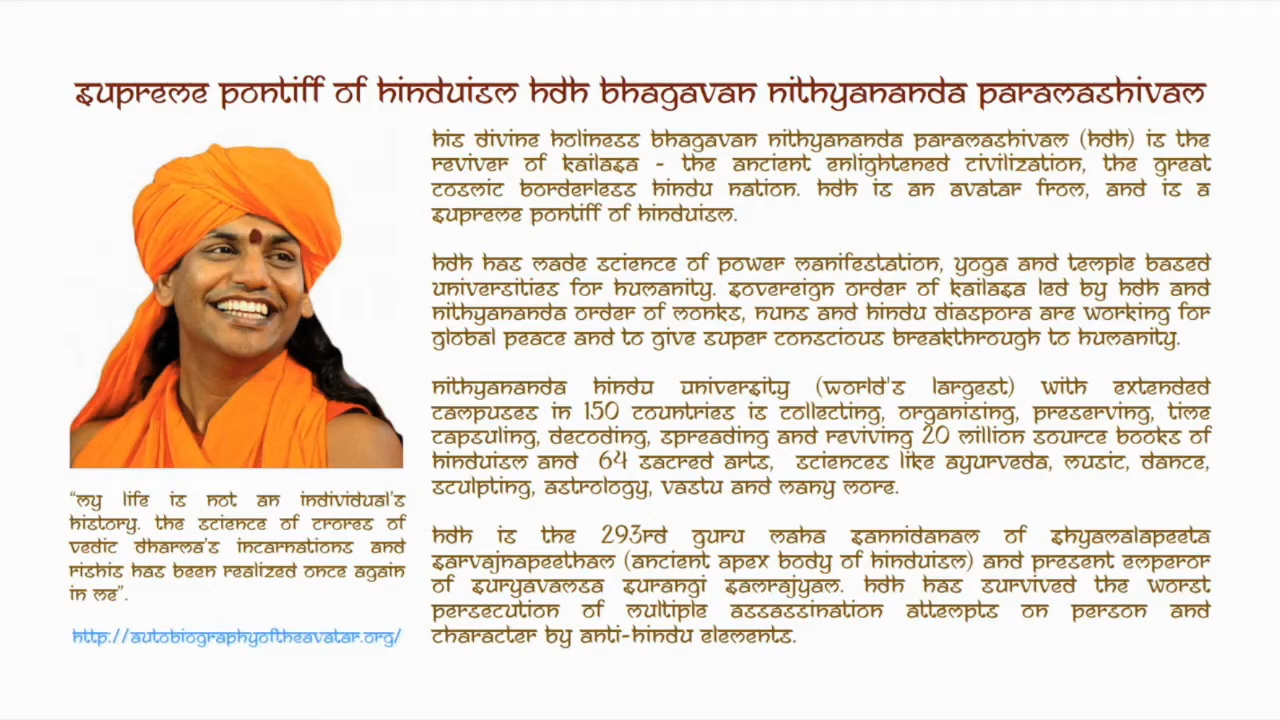 supreme pontiff of hinduism hdh bhagavan nithyananda paramashivam
his divine holiness bhagavan nithyananda paramashivam (hdh) is the
reviver of kailaṣa - the ancient enlightened civilization, the great
cosmic borderless hindu nation. hdh is an avatar from, and is a
supreme pontiff of hinduism.
hdh has made science of power manifestation, yoga and temple based
universities for humanity. sovereign order of kailaṣa led by hdh and
nithyananda order of monks, nuns and hindu diaspora are working for
global peace and to give super conscious breakthrough to humanity.
nithyananda hindu university (world's largest) with extended
campuses in 150 countries is collecting, organising, preserving, time
capsuling, decoding, spreading and reviving 20 million source books of
hinduism and 64 sacred arts, sciences like ayurveda, music, dance,
sculpting, astrology, vastu and many more.
hdh is the 293rd guru maha sannidanam of shyamalapeeta
sarvajnapeetham (ancient apex body of hinduism) and present emperor
of suryavamsa surangi samrajyam. hdh has survived the worst
persecution of multiple assassination attempts on person and
character by anti-hindu elements.
"my life is not an individual's
history. the science of crores of
vedic dharma's incarnations and
rishis has been realized once again
in me".
http://autobiographyoftheavatar.org/